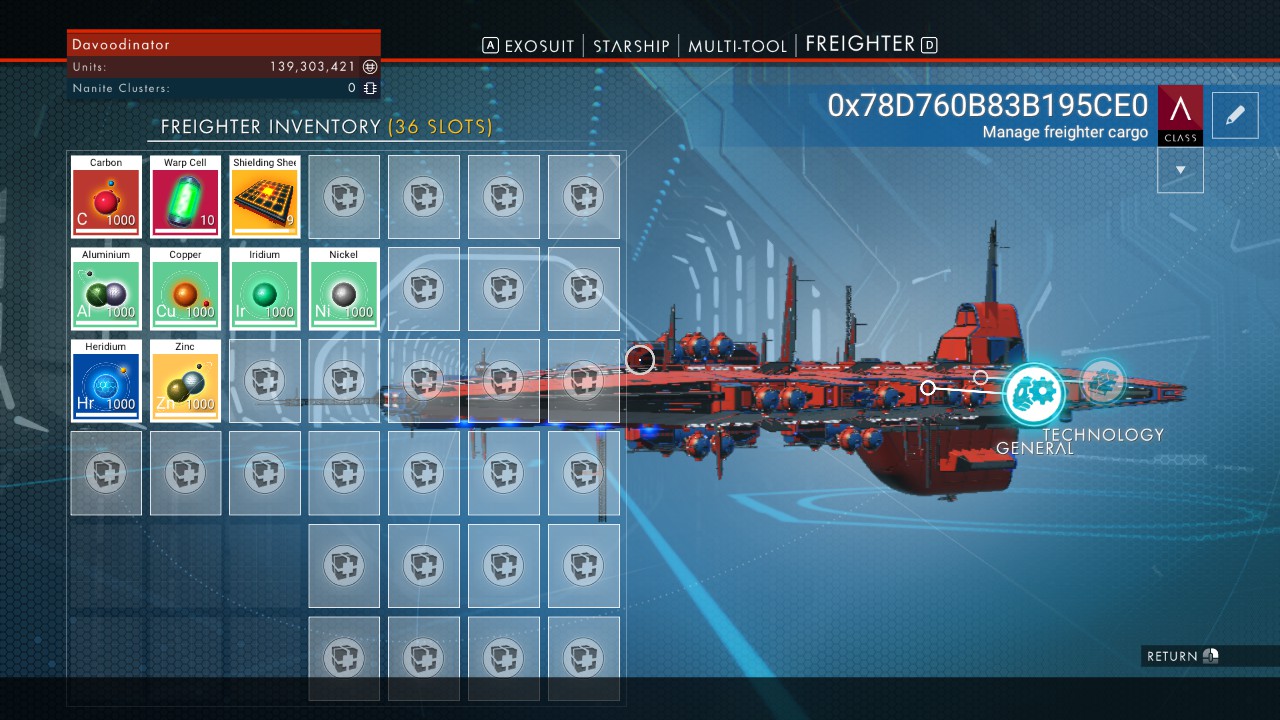 Davoodinator
Units: 139,303,421
Nanite Clusters: 0
A EXOSUIT STARSHIP MULTI-TOOL FREIGHTER D
0x78D760B83B195CE0
Manage freighter cargo
A
CLASS
FREIGHTER INVENTORY (36 SLOTS)
Carbon Warp Cell Shielding Shee
C 1000 10 9
Aluminium Copper Iridium Nickel
Al 1000 Cu 1000 Ir 1000 Ni 1000
Heridium Zinc
Hr 1000 Zn 1000
TECHNOLOGY
GENERAL
RETURN